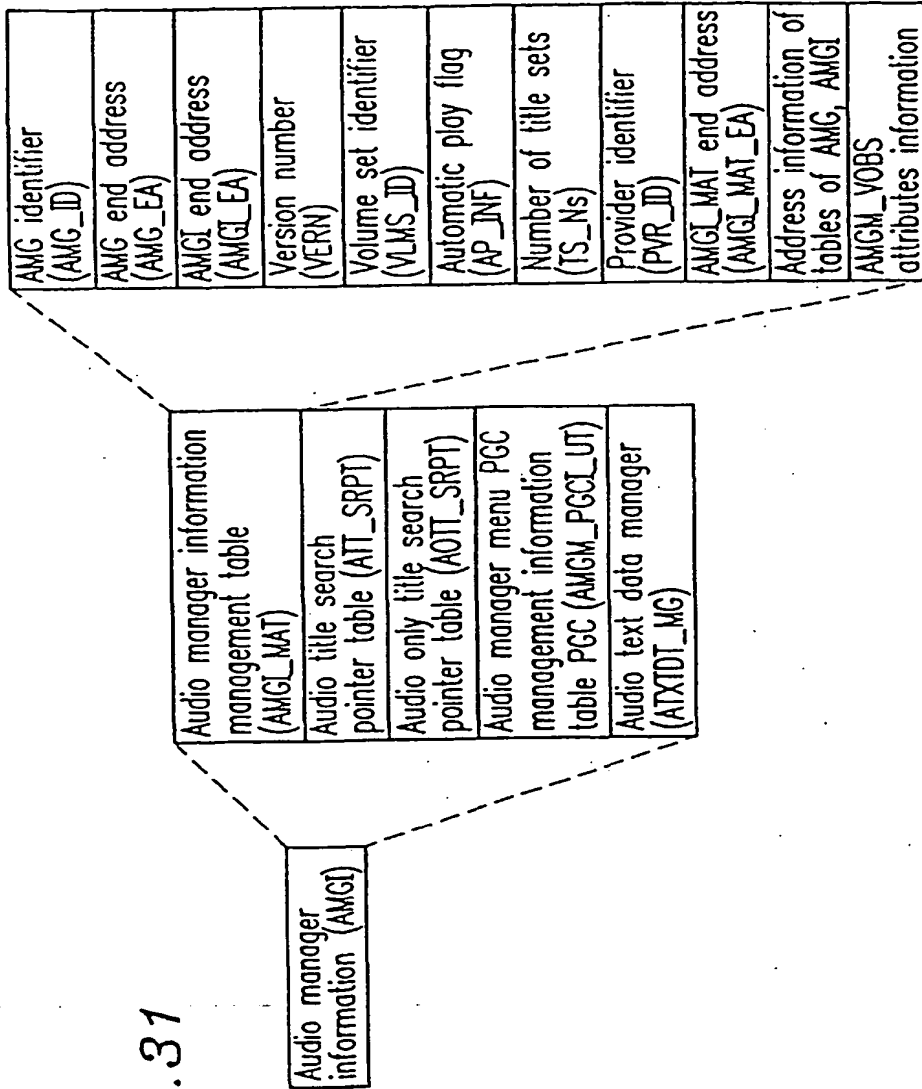 .31
Audio manager
information (AMGI)
Audio manager information
management table
(AMGI_MAT)
Audio title search
pointer table (ATT_SRPT)
Audio only title search
pointer table (AOTT_SRPT)
Audio manager menu PGC
management information
table PGC (AMGM_PGCI_UT)
Audio text data manager
(ATXTDT_MG)
AMG identifier
(AMG_ID)
AMG end address
(AMG_EA)
AMGI end address
(AMGI_EA)
Version number
(VERN)
Volume set identifier
(VLMS_ID)
Automatic play flag
(AP_INF)
Number of title sets
(TS_Ns)
Provider identifier
(PVR_ID)
AMGI_MAT end address
(AMGI_MAT_EA)
Address information of
tables of AMG, AMGI
AMGM_VOBS
attributes information